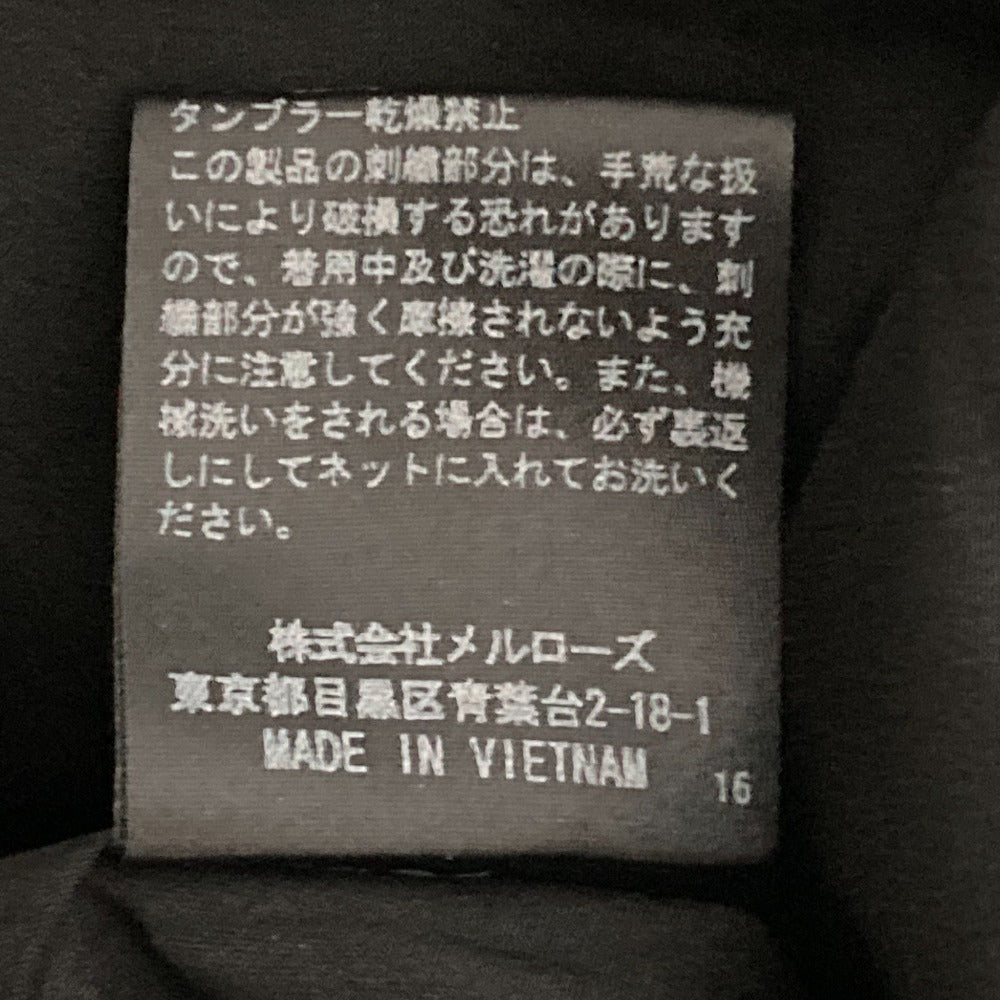 タンブラー乾燥禁止
この製品の刺繍部分は、手荒な扱
いにより破損する恐れがあります
ので、着用中及び洗濯の際に、刺
繍部分が強く摩擦されないよう充
分に注意してください。また、機
械洗いをされる場合は、必ず裏返
しにしてネットに入れてお洗いく
ださい。
株式会社メルローズ
東京都目黒区青葉台2-18-1
MADE IN VIETNAM
16